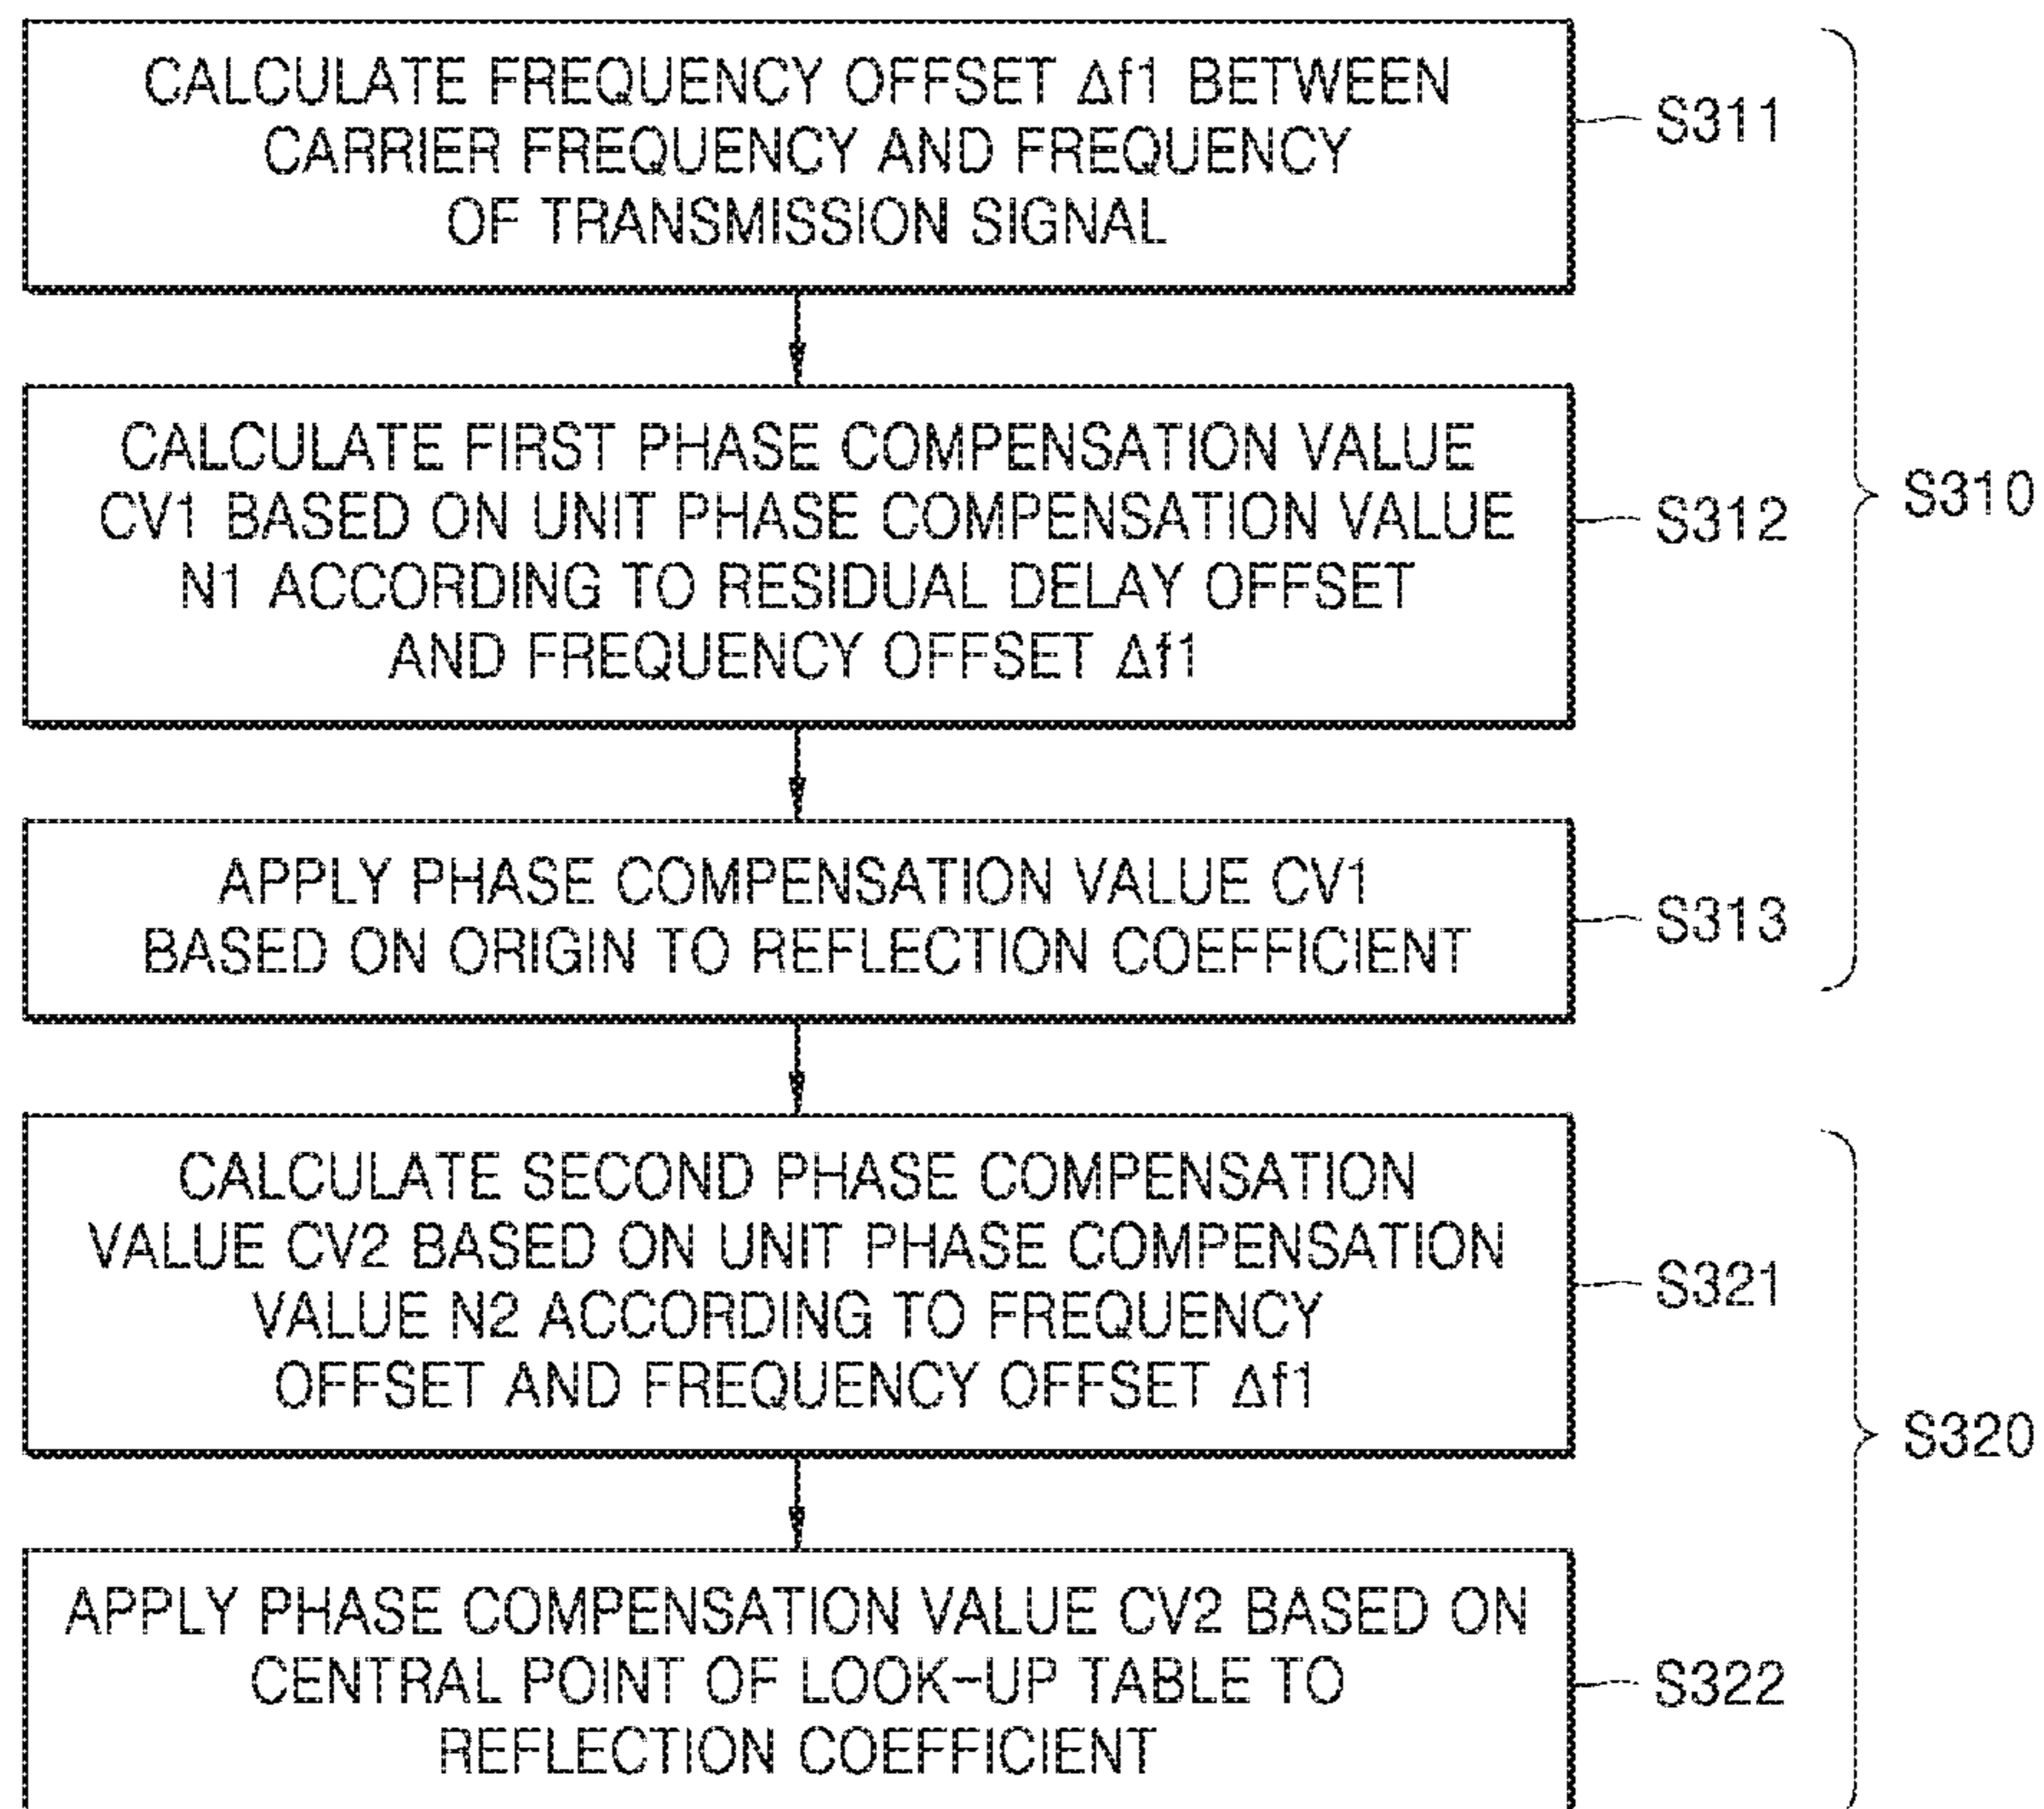 CALCULATE FREQUENCY OFFSET Δf1 BETWEEN
CARRIER FREQUENCY AND FREQUENCY
OF TRANSMISSION SIGNAL
S311
CALCULATE FIRST PHASE COMPENSATION VALUE
CV1 BASED ON UNIT PHASE COMPENSATION VALUE
N1 ACCORDING TO RESIDUAL DELAY OFFSET
AND FREQUENCY OFFSET Δf1
S312
S310
APPLY PHASE COMPENSATION VALUE CV1
BASED ON ORIGIN TO REFLECTION COEFFICIENT
S313
CALCULATE SECOND PHASE COMPENSATION
VALUE CV2 BASED ON UNIT PHASE COMPENSATION
VALUE N2 ACCORDING TO FREQUENCY
OFFSET AND FREQUENCY OFFSET Δf1
S321
S320
APPLY PHASE COMPENSATION VALUE CV2 BASED ON
CENTRAL POINT OF LOOK-UP TABLE TO
REFLECTION COEFFICIENT
S322